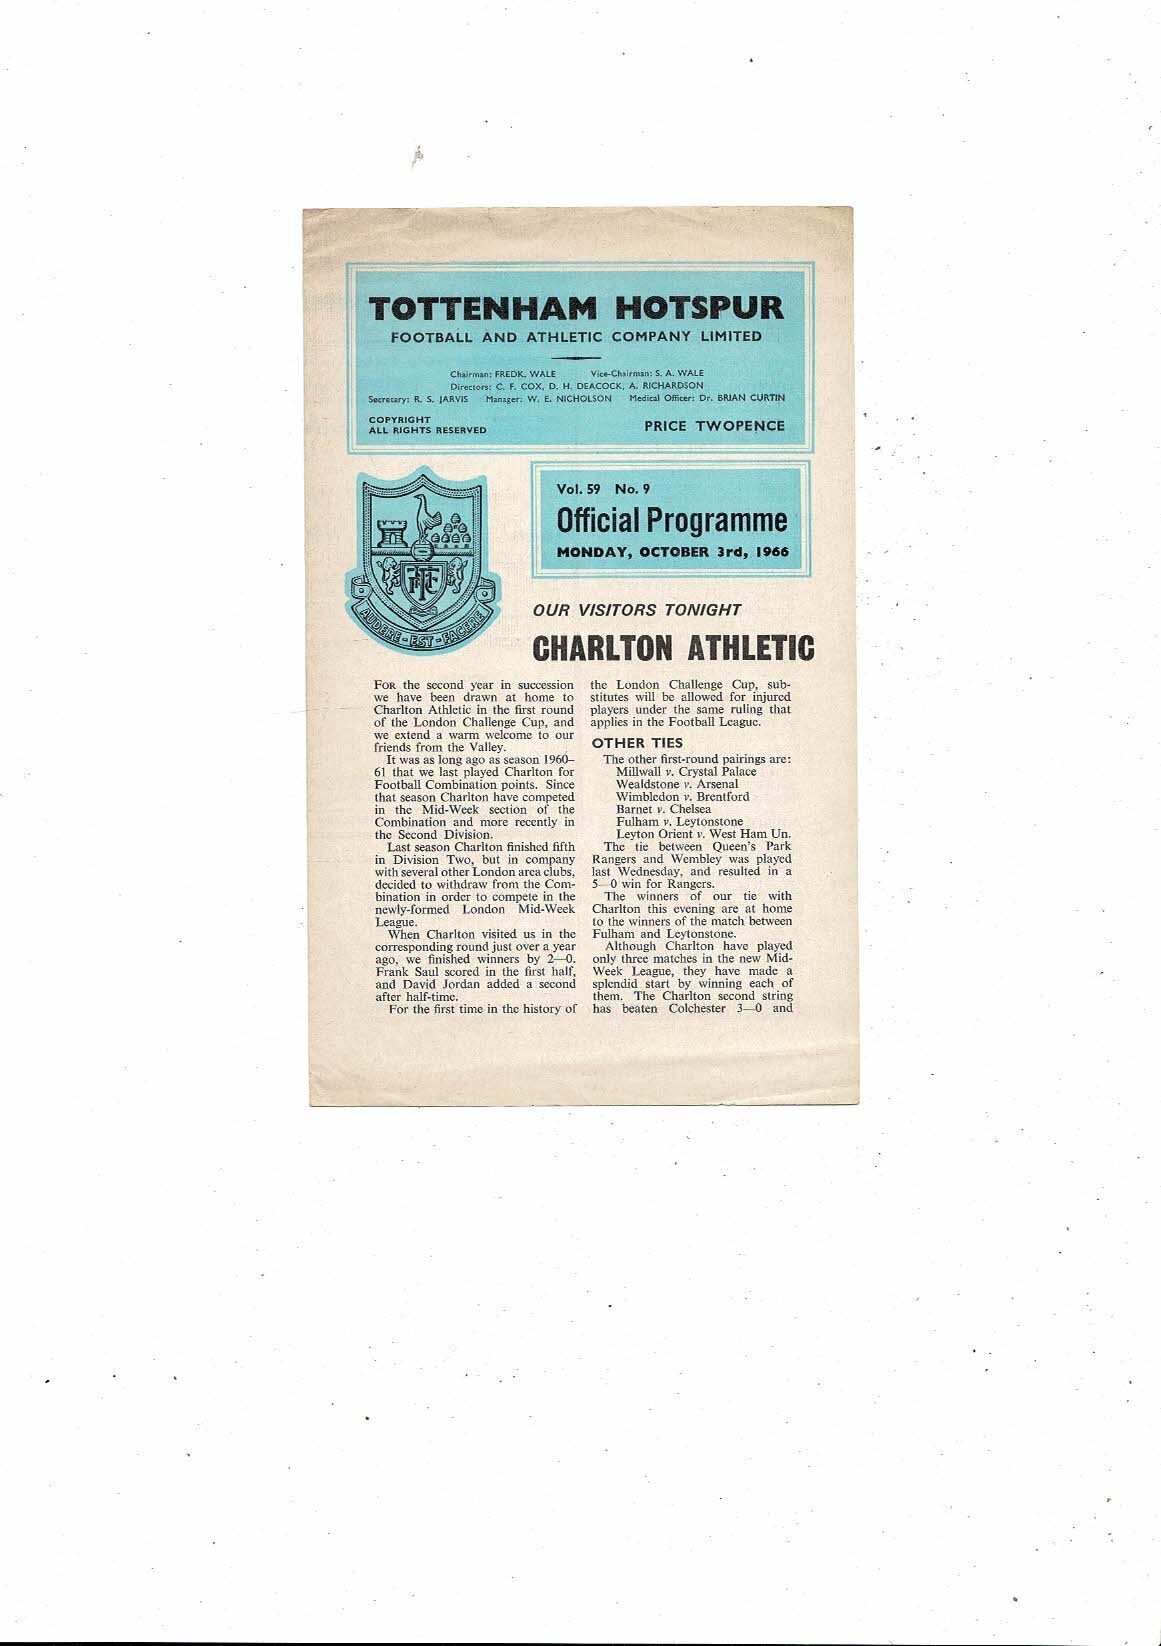 TOTTENHAM HOTSPUR
FOOTBALL AND ATHLETIC COMPANY LIMITED
Chairman: FREDK. WALE Vice-Chairman: S. A. WALE
Directors: C. F. COX, D. H. DEACOCK, A. RICHARDSON
Secretary: R. S. JARVIS Manager: W. E. NICHOLSON Medical Officer: Dr. BRIAN CURTIN
COPYRIGHT
ALL RIGHTS RESERVED
PRICE TWOPENCE
AUDERE-EST-FACERE
Vol. 59 No. 9
Official Programme
MONDAY, OCTOBER 3rd, 1966
OUR VISITORS TONIGHT
CHARLTON ATHLETIC
FOR the second year in succession
we have been drawn at home to
Charlton Athletic in the first round
of the London Challenge Cup, and
we extend a warm welcome to our
friends from the Valley.
It was as long ago as season 1960–
61 that we last played Charlton for
Football Combination points. Since
that season Charlton have competed
in the Mid-Week section of the
Combination and more recently in
the Second Division.
Last season Charlton finished fifth
in Division Two, but in company
with several other London area clubs,
decided to withdraw from the Com-
bination in order to compete in the
newly-formed London Mid-Week
League.
When Charlton visited us in the
corresponding round just over a year
ago, we finished winners by 2—0.
Frank Saul scored in the first half,
and David Jordan added a second
after half-time.
For the first time in the history of
the London Challenge Cup, sub-
stitutes will be allowed for injured
players under the same ruling that
applies in the Football League.
OTHER TIES
The other first-round pairings are:
Millwall v. Crystal Palace
Wealdstone v. Arsenal
Wimbledon v. Brentford
Barnet v. Chelsea
Fulham v. Leytonstone
Leyton Orient v. West Ham Un.
The tie between Queen's Park
Rangers and Wembley was played
last Wednesday, and resulted in a
5—0 win for Rangers.
The winners of our tie with
Charlton this evening are at home
to the winners of the match between
Fulham and Leytonstone.
Although Charlton have played
only three matches in the new Mid-
Week League, they have made a
splendid start by winning each of
them. The Charlton second string
has beaten Colchester 3—0 and